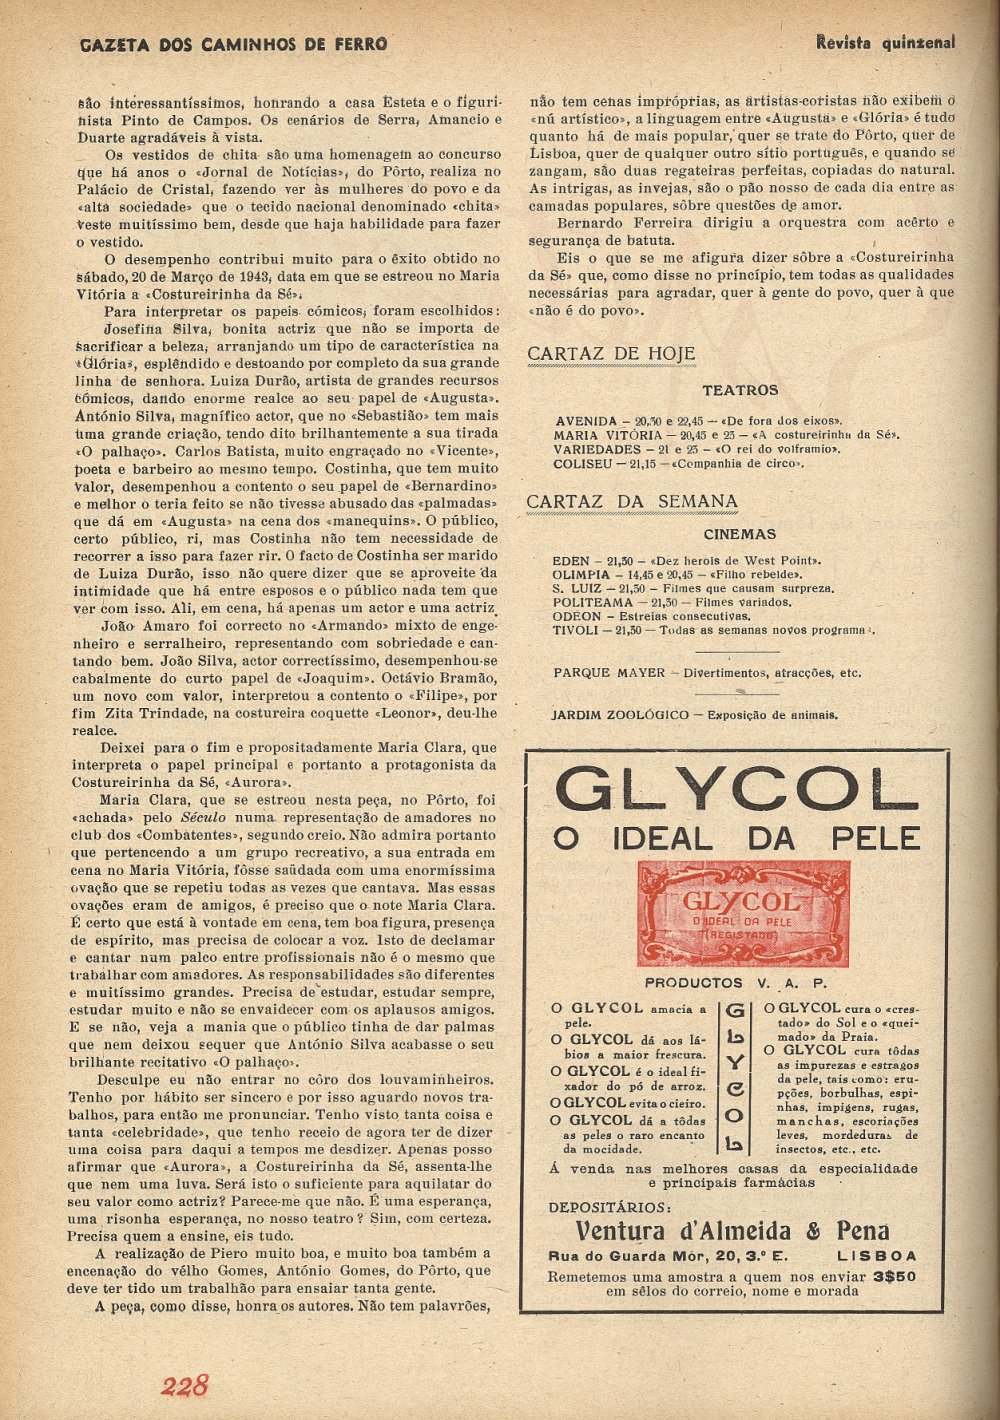 GAZETA DOS CAMINHOS DE FERRO
Revista quinzenal
são interessantíssimos, honrando a casa Esteta e o figuri-
nista Pinto de Campos. Os cenários de Serra, Amancio e
Duarte agradáveis à vista.
Os vestidos de chita são uma homenagem ao concurso
que há anos o «Jornal de Notícias», do Pôrto, realiza no
Palácio de Cristal, fazendo ver às mulheres do povo e da
«alta sociedade» que o tecido nacional denominado «chita»
veste muitíssimo bem, desde que haja habilidade para fazer
o vestido.
O desempenho contribui muito para o êxito obtido no
sábado, 20 de Março de 1943, data em que se estreou no Maria
Vitória a «Costureirinha da Sé».
Para interpretar os papeis cómicos, foram escolhidos:
Josefina Silva, bonita actriz que não se importa de
sacrificar a beleza, arranjando um tipo de característica na
«Glória», esplêndido e destoando por completo da sua grande
linha de senhora. Luiza Durão, artista de grandes recursos
cómicos, dando enorme realce ao seu papel de «Augusta».
António Silva, magnífico actor, que no «Sebastião» tem mais
uma grande criação, tendo dito brilhantemente a sua tirada
«O palhaço». Carlos Batista, muito engraçado no «Vicente»,
poeta e barbeiro ao mesmo tempo. Costinha, que tem muito
valor, desempenhou a contento o seu papel de «Bernardino»
e melhor o teria feito se não tivesse abusado das «palmadas»
que dá em «Augusta» na cena dos «manequins». O público,
certo público, ri, mas Costinha não tem necessidade de
recorrer a isso para fazer rir. O facto de Costinha ser marido
de Luiza Durão, isso não quere dizer que se aproveite da
intimidade que há entre esposos e o público nada tem que
ver com isso. Ali, em cena, há apenas um actor e uma actriz.
João Amaro foi correcto no «Armando» mixto de enge-
nheiro e serralheiro, representando com sobriedade e can-
tando bem. João Silva, actor correctíssimo, desempenhou-se
cabalmente do curto papel de «Joaquim». Octávio Bramão,
um novo com valor, interpretou a contento o «Filipe», por
fim Zita Trindade, na costureira coquette «Leonor», deu-lhe
realce.
Deixei para o fim e propositadamente Maria Clara, que
interpreta o papel principal e portanto a protagonista da
Costureirinha da Sé, «Aurora».
Maria Clara, que se estreou nesta peça, no Pôrto, foi
«achada» pelo Século numa representação de amadores no
club dos «Combatentes», segundo creio. Não admira portanto
que pertencendo a um grupo recreativo, a sua entrada em
cena no Maria Vitória, fôsse saüdada com uma enormíssima
ovação que se repetiu todas as vezes que cantava. Mas essas
ovações eram de amigos, é preciso que o note Maria Clara.
É certo que está à vontade em cena, tem boa figura, presença
de espírito, mas precisa de colocar a voz. Isto de declamar
e cantar num palco entre profissionais não é o mesmo que
trabalhar com amadores. As responsabilidades são diferentes
e muitíssimo grandes. Precisa de estudar, estudar sempre,
estudar muito e não se envaidecer com os aplausos amigos.
E se não, veja a mania que o público tinha de dar palmas
que nem deixou sequer que António Silva acabasse o seu
brilhante recitativo «O palhaço».
Desculpe eu não entrar no côro dos louvaminheiros.
Tenho por hábito ser sincero e por isso aguardo novos tra-
balhos, para então me pronunciar. Tenho visto tanta coisa e
tanta «celebridade», que tenho receio de agora ter de dizer
uma coisa para daqui a tempos me desdizer. Apenas posso
afirmar que «Aurora», a Costureirinha da Sé, assenta-lhe
que nem uma luva. Será isto o suficiente para aquilatar do
seu valor como actriz? Parece-me que não. É uma esperança,
uma risonha esperança, no nosso teatro? Sim, com certeza.
Precisa quem a ensine, eis tudo.
A realização de Piero muito boa, e muito boa também a
encenação do vélho Gomes, António Gomes, do Pôrto, que
deve ter tido um trabalhão para ensaiar tanta gente.
A peça, como disse, honra os autores. Não tem palavrões,
não tem cenas impróprias, as artistas-coristas não exibem o
«nú artístico», a linguagem entre «Augusta» e «Glória» é tudo
quanto há de mais popular, quer se trate do Pôrto, quer de
Lisboa, quer de qualquer outro sítio português, e quando se
zangam, são duas regateiras perfeitas, copiadas do natural.
As intrigas, as invejas, são o pão nosso de cada dia entre as
camadas populares, sôbre questões de amor.
Bernardo Ferreira dirigiu a orquestra com acêrto e
segurança de batuta.
Eis o que se me afigura dizer sôbre a «Costureirinha
da Sé» que, como disse no princípio, tem todas as qualidades
necessárias para agradar, quer à gente do povo, quer à que
«não é do povo».
CARTAZ DE HOJE
TEATROS
AVENIDA – 20,30 e 22,45 — «De fora dos eixos».
MARIA VITÓRIA — 20,45 e 23 – «A costureirinha da Sé».
VARIEDADES – 21 e 23 – «O rei do volframio».
COLISEU — 21,15 — «Companhia de circo».
CARTAZ DA SEMANA
CINEMAS
EDEN – 21,30 – «Dez herois de West Point».
OLIMPIA – 14,45 e 20,45 – «Filho rebelde».
S. LUIZ – 21,30 – Filmes que causam surpreza.
POLITEAMA – 21,30 – Filmes variados.
ODEON – Estreias consecutivas.
TIVOLI – 21,30 — Todas as semanas novos programas.
PARQUE MAYER – Divertimentos, atracções, etc.
JARDIM ZOOLÓGICO – Exposição de animais.
GLYCOL
O IDEAL DA PELE
GLYCOL
O IDEAL DA PELE
(REGISTADO)
PRODUCTOS V. A. P.
O GLYCOL amacia a
pele.
O GLYCOL dá aos lá-
bios a maior frescura.
O GLYCOL é o ideal fi-
xador do pó de arroz.
O GLYCOL evita o cieiro.
O GLYCOL dá a tôdas
as peles o raro encanto
da mocidade.
G
L
Y
C
O
L
O GLYCOL cura o «cres-
tado» do Sol e o «quei-
mado» da Praia.
O GLYCOL cura tôdas
as impurezas e estragos
da pele, tais como: eru-
pções, borbulhas, espi-
nhas, impigens, rugas,
manchas, escoriações
leves, mordeduras de
insectos, etc., etc.
Á venda nas melhores casas da especialidade
e principais farmácias
DEPOSITÁRIOS:
Ventura d'Almeida & Pena
Rua do Guarda Mór, 20, 3.º E. LISBOA
Remetemos uma amostra a quem nos enviar 3$50
em sêlos do correio, nome e morada
228